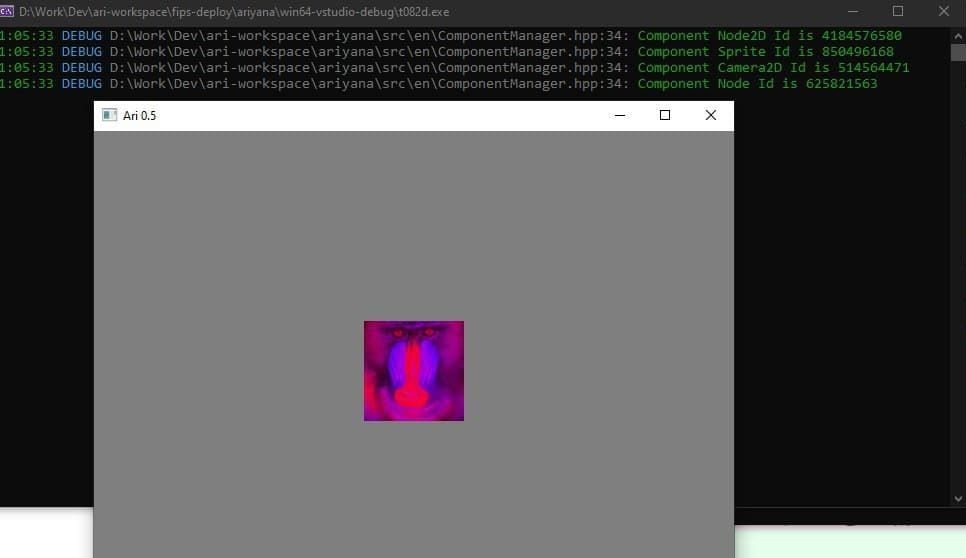 D:\Work\Dev\ari-workspace\fips-deploy\ariyana\win64-vstudio-debug\t082d.exe
1:05:33 DEBUG D:\Work\Dev\ari-workspace\ariyana\src\en\ComponentManager.hpp:34: Component Node2D Id is 4184576580
1:05:33 DEBUG D:\Work\Dev\ari-workspace\ariyana\src\en\ComponentManager.hpp:34: Component Sprite Id is 850496168
1:05:33 DEBUG D:\Work\Dev\ari-workspace\ariyana\src\en\ComponentManager.hpp:34: Component Camera2D Id is 514564471
1:05:33 DEBUG D:\Work\Dev\ari-workspace\ariyana\src\en\ComponentManager.hpp:34: Component Node Id is 625821563
Ari 0.5